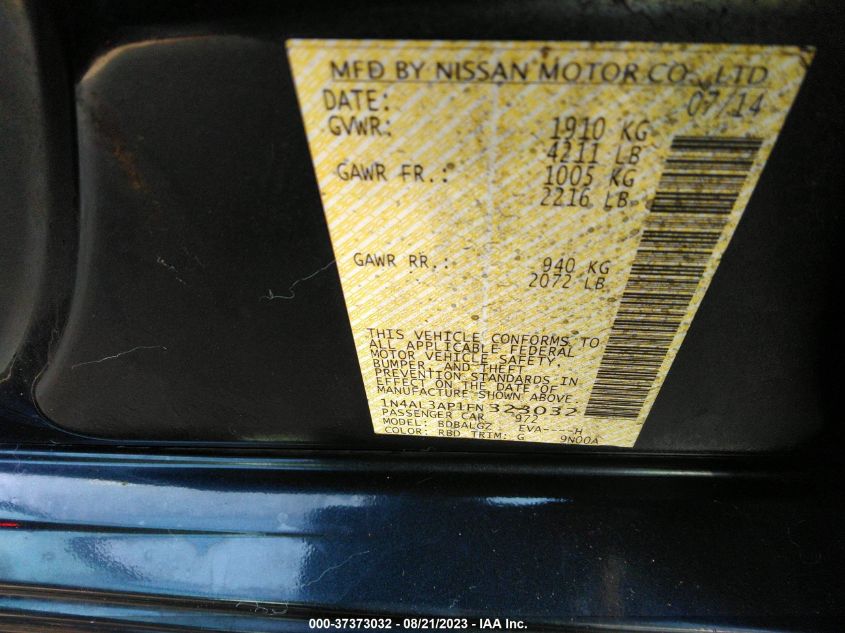 MFD BY NISSAN MOTOR CO., LTD
DATE: 07/14
GVWR: 1910 KG
4211 LB
GAWR FR.: 1005 KG
2216 LB
GAWR RR.: 940 KG
2072 LB
THIS VEHICLE CONFORMS TO
ALL APPLICABLE FEDERAL
MOTOR VEHICLE SAFETY,
BUMPER, AND THEFT
PREVENTION STANDARDS IN
EFFECT ON THE DATE OF
MANUFACTURE SHOWN ABOVE
1N4AL3AP1FN323032
PASSENGER CAR 972
MODEL: BDBALGZ EVA----H
COLOR: RBD TRIM: G 9N00A
000-37373032 - 08/21/2023 - IAA Inc.